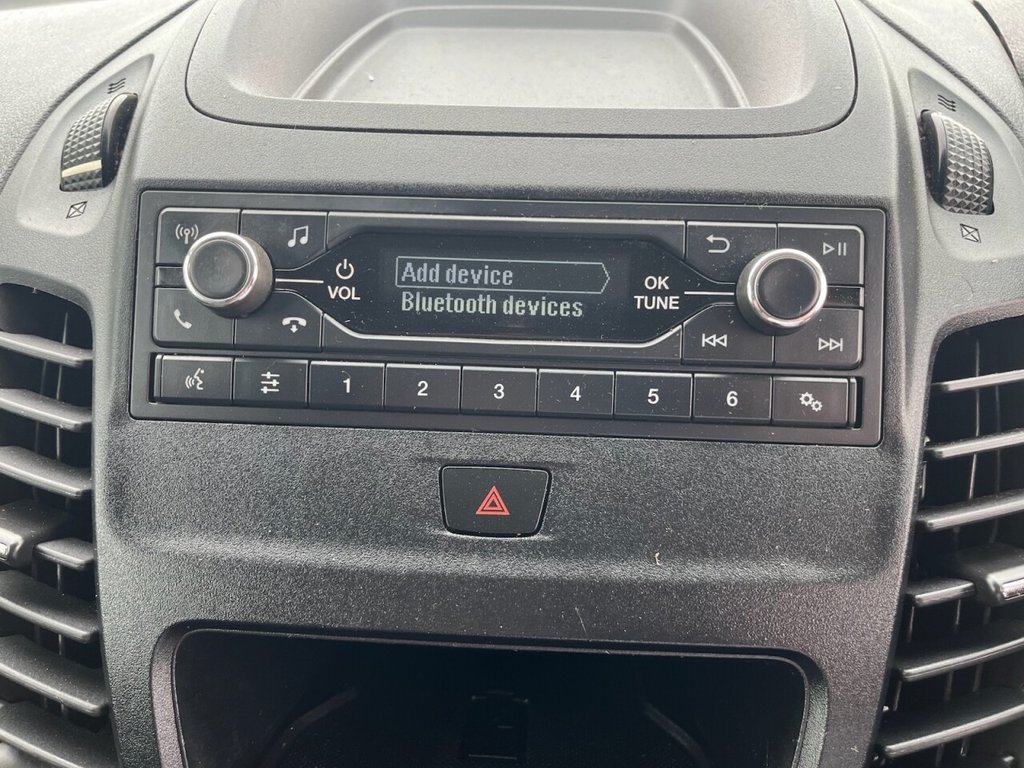 Add device
Bluetooth devices
VOL
OK
TUNE
1 2 3 4 5 6